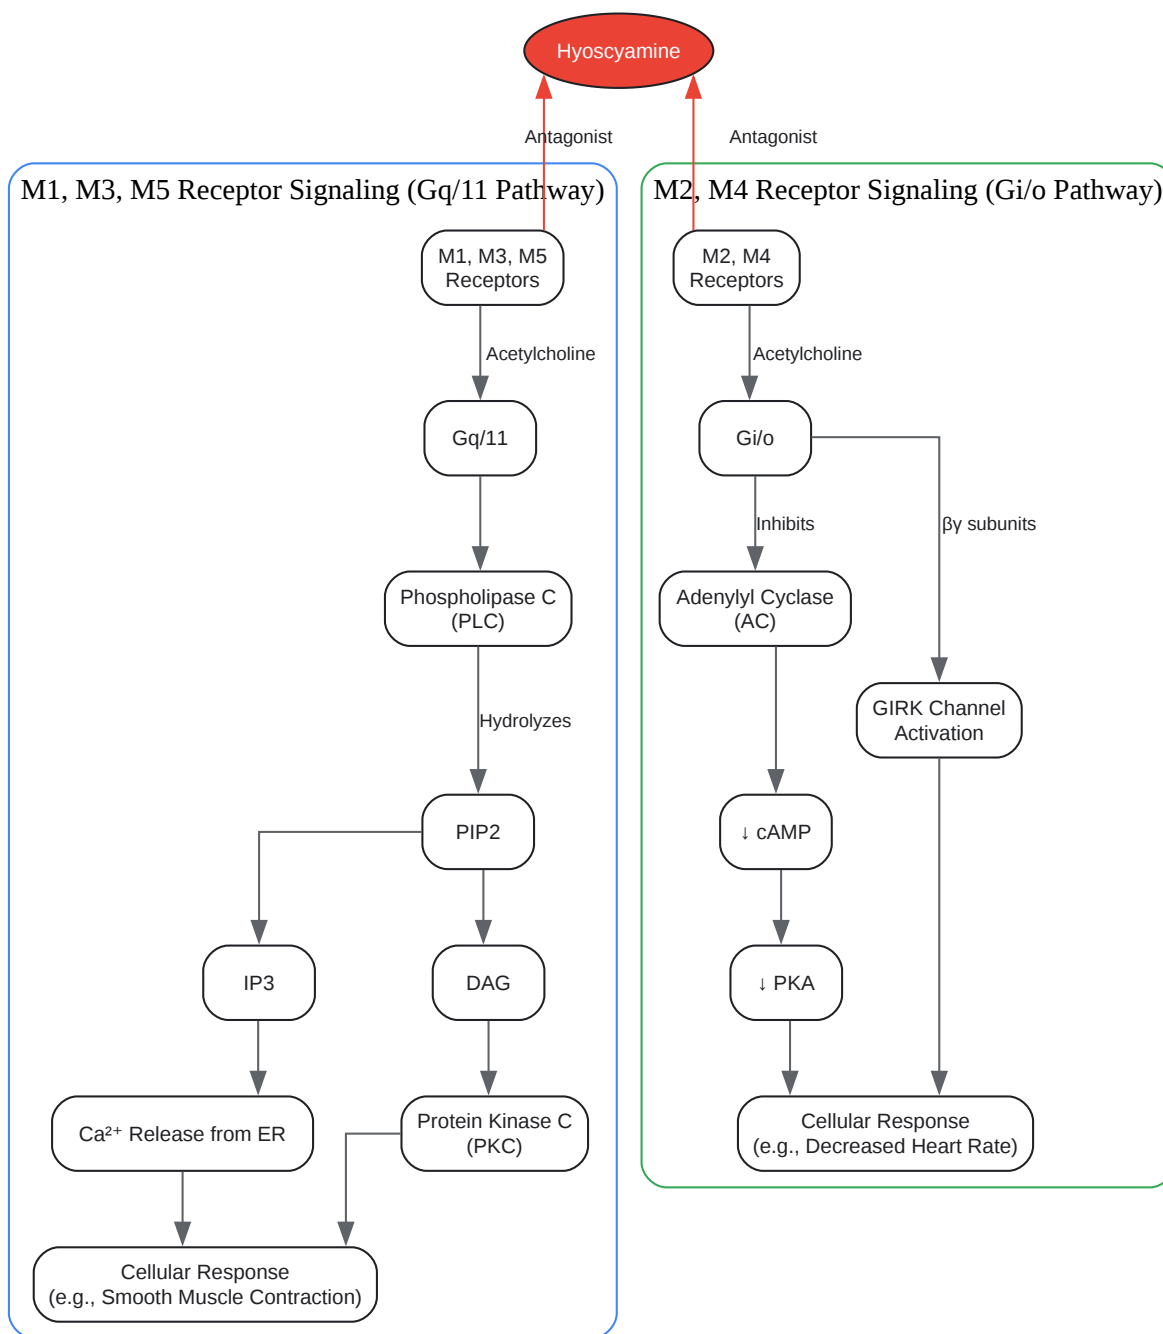 Hyoscyamine
Antagonist
Antagonist
M1, M3, M5 Receptor Signaling (Gq/11 Pathway)
M1, M3, M5
Receptors
Acetylcholine
Gq/11
Phospholipase C
(PLC)
Hydrolyzes
PIP2
IP3
DAG
Ca²⁺ Release from ER
Protein Kinase C
(PKC)
Cellular Response
(e.g., Smooth Muscle Contraction)
M2, M4 Receptor Signaling (Gi/o Pathway)
M2, M4
Receptors
Acetylcholine
Gi/o
Inhibits
βγ subunits
Adenylyl Cyclase
(AC)
GIRK Channel
Activation
↓ cAMP
↓ PKA
Cellular Response
(e.g., Decreased Heart Rate)